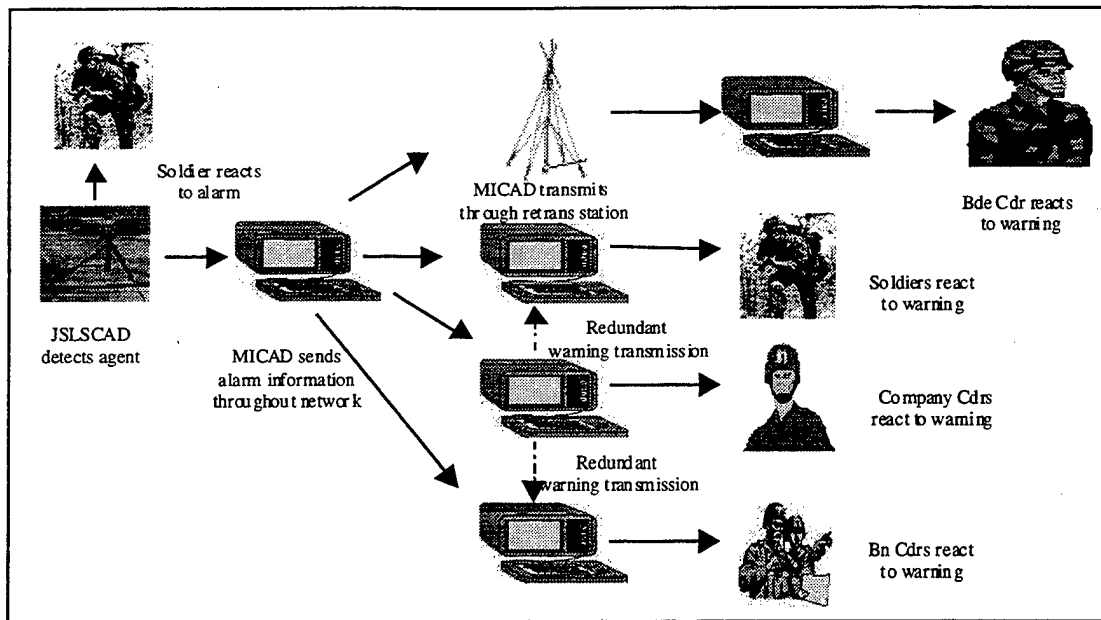 Soldier reacts
to alarm
MICAD transmits
through retrans station
Bde Cdr reacts
to warning
JSLSCAD
detects agent
MICAD sends
alarm information
throughout network
Redundant
warning transmission
Soldiers react
to warning
Company Cdrs
react to warning
Redundant
warning transmission
Bn Cdrs react
to warning